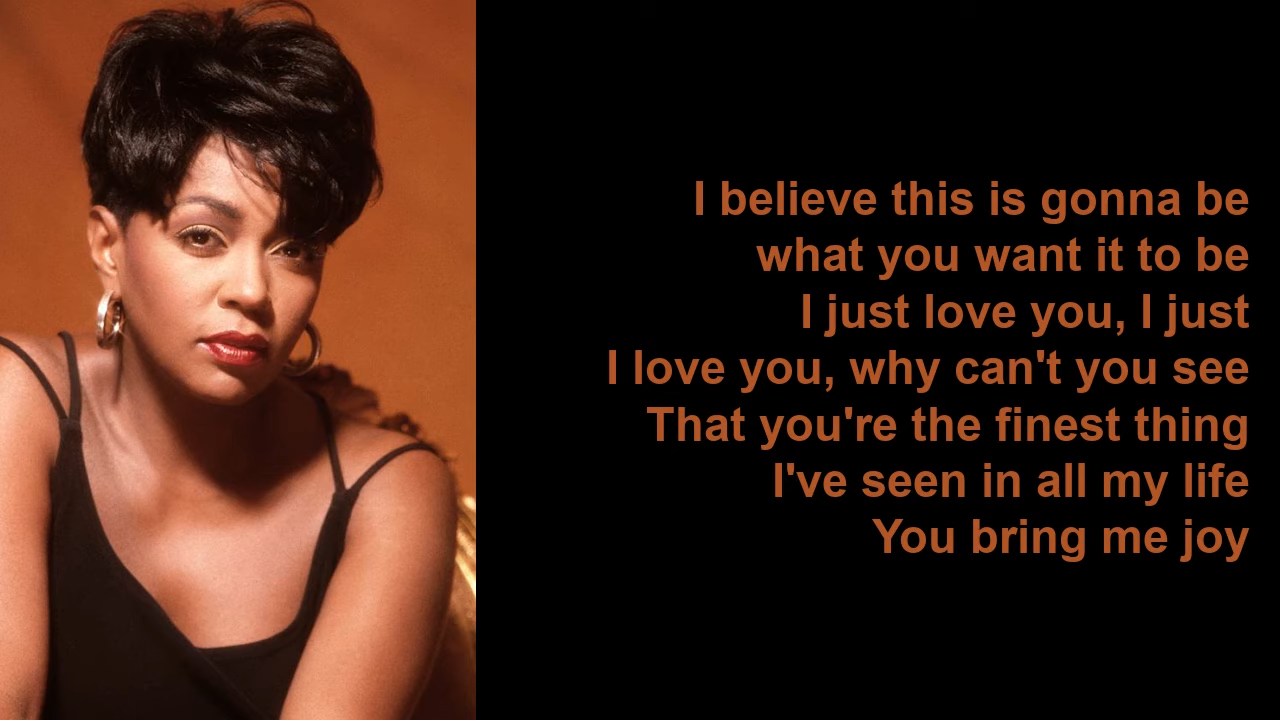 I believe this is gonna be
what you want it to be
I just love you, I just
I love you, why can't you see
That you're the finest thing
I've seen in all my life
You bring me joy